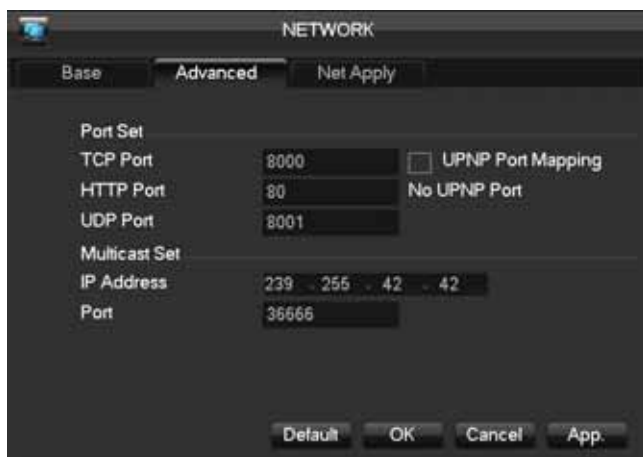 NETWORK
Base Advanced Net Apply
Port Set
TCP Port 8000 UPNP Port Mapping
HTTP Port 80 No UPNP Port
UDP Port 8001
Multicast Set
IP Address 239 . 255 . 42 . 42
Port 36666
Default OK Cancel App.